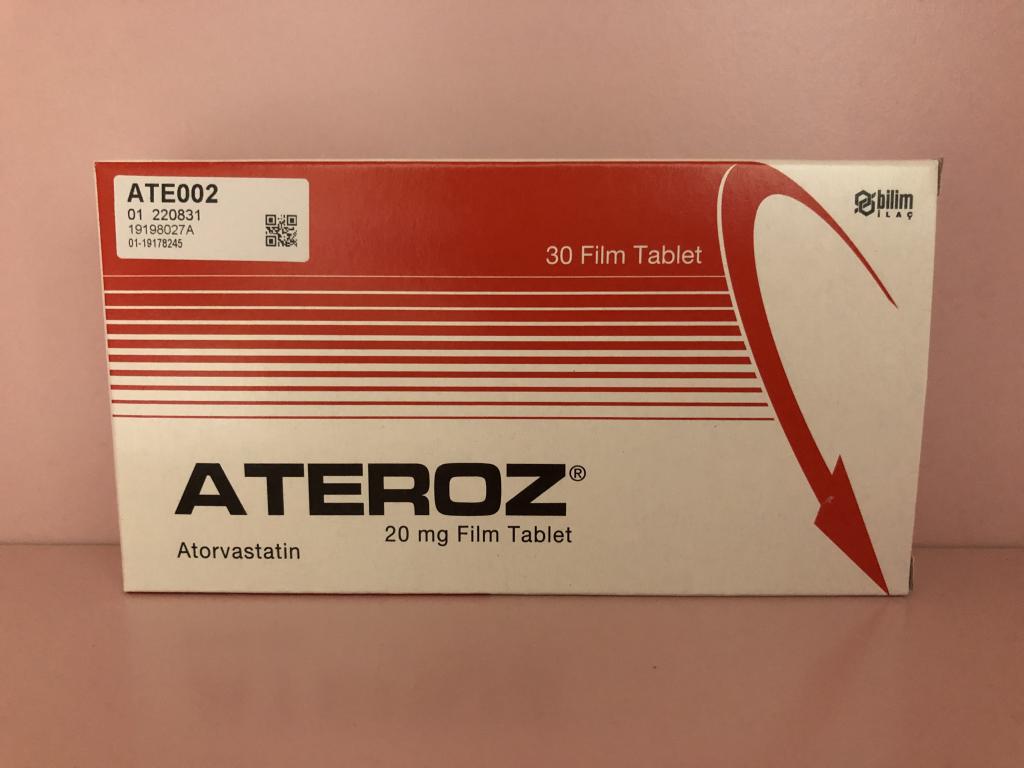 ATE002
01 220831
19198027A
01-19178245
bilim
İLAÇ
30 Film Tablet
ATEROZ®
20 mg Film Tablet
Atorvastatin